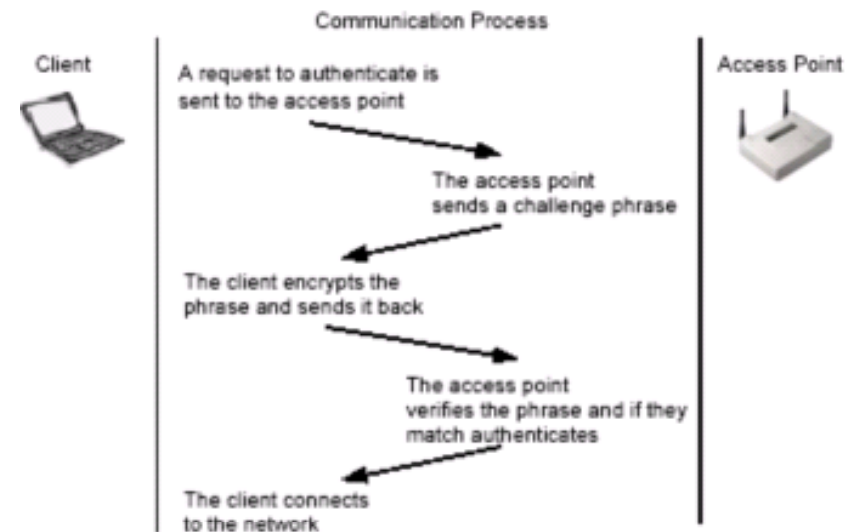 Communication Process
Client
Access Point
A request to authenticate is
sent to the access point
The access point
sends a challenge phrase
The client encrypts the
phrase and sends it back
The access point
verifies the phrase and if they
match authenticates
The client connects
to the network